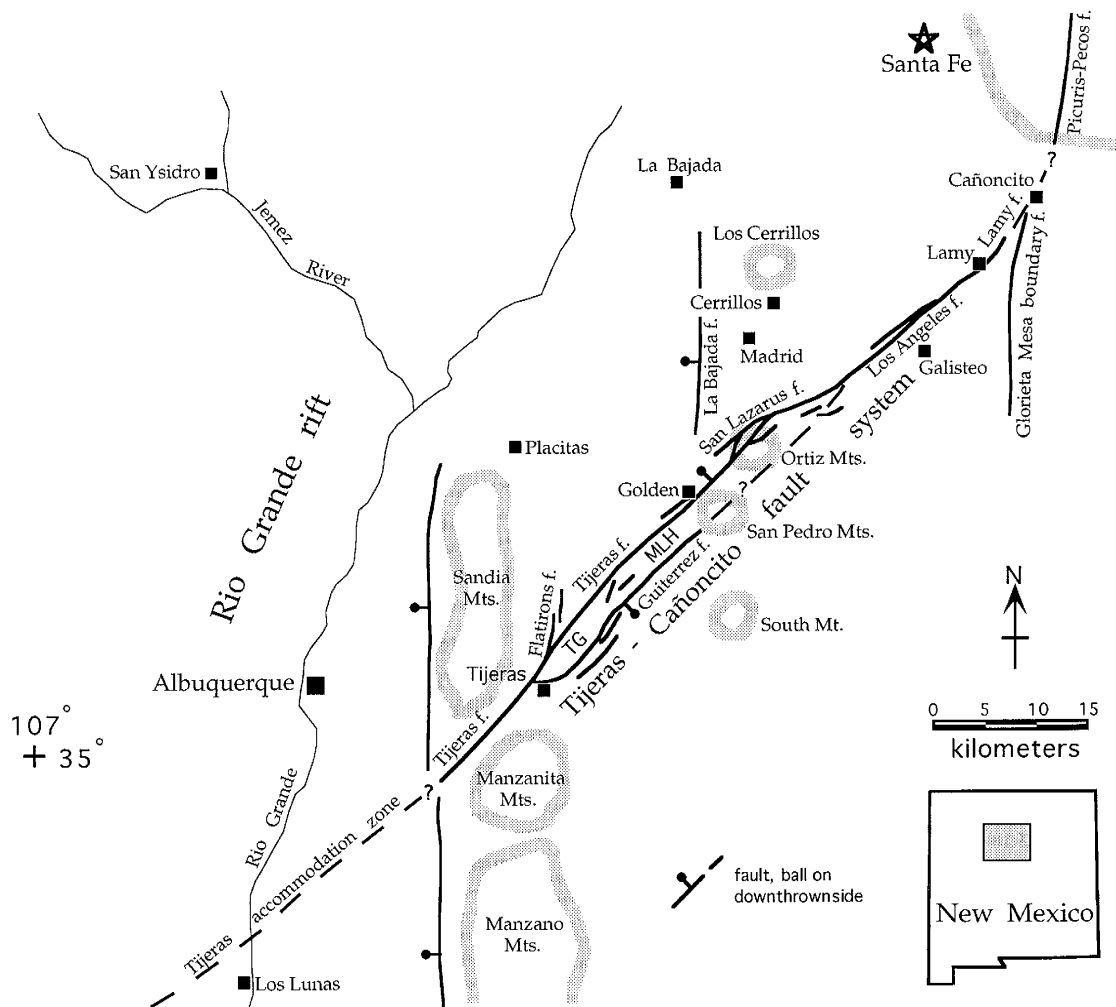 Santa Fe
Picuris-Pecos f.
San Ysidro
La Bajada
?
Cañoncito
Jemez
River
Los Cerrillos
Lamy f.
Lamy
Cerrillos
Glorieta Mesa boundary f.
La Bajada f.
Madrid
Los Angeles f.
Galisteo
Rio Grande rift
San Lazarus f.
system
Placitas
Ortiz Mts.
Golden
?
fault
San Pedro Mts.
MLH
Tijeras f.
Guiterrez f.
Sandia
Mts.
Flatirons f.
TG
Tijeras - Cañoncito
South Mt.
N
Tijeras
Albuquerque
107°
+ 35°
Tijeras f.
0 5 10 15
kilometers
Manzanita
Mts.
?
Rio Grande
Tijeras accommodation zone
fault, ball on
downthrownside
New Mexico
Manzano
Mts.
Los Lunas